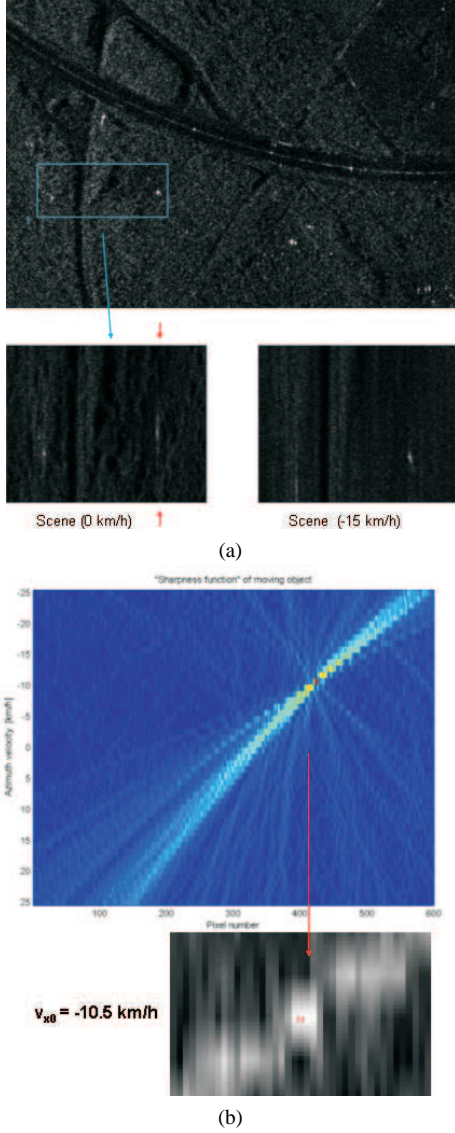 Scene (0 km/h)
Scene (-15 km/h)
(a)
"Sharpness function" of moving object
-25
-20
-15
-10
-5
0
5
10
15
20
25
Azimuth velocity [km/h]
100 200 300 400 500 600
Pixel number
v_x0 = -10.5 km/h
(b)